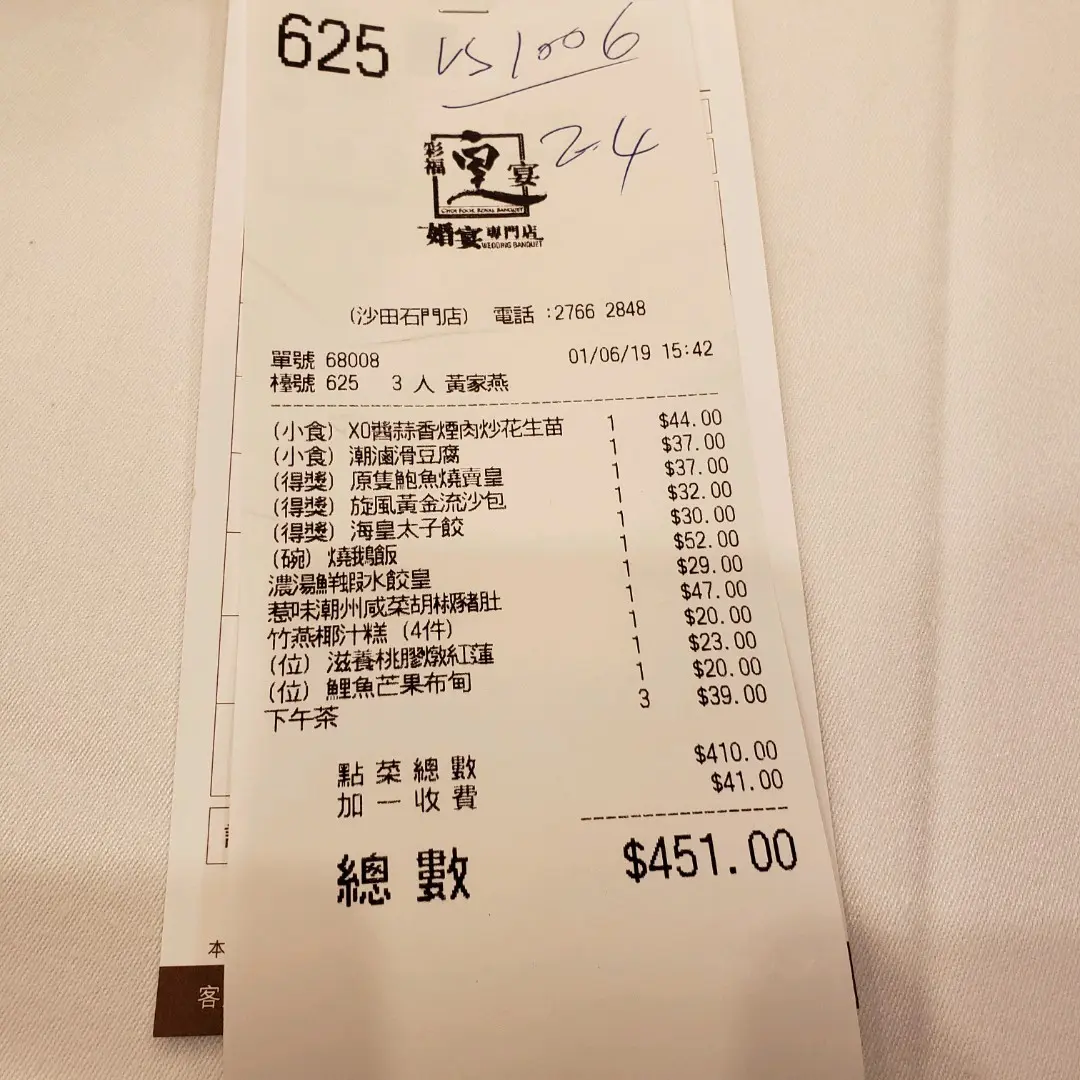 625
VS1006
2-4
彩福 皇 宴
CHOI FOOK ROYAL BANQUET
婚宴專門店
WEDDING BANQUET
(沙田石門店) 電話 :2766 2848
單號 68008 01/06/19 15:42
檯號 625 3 人 黃家燕
(小食) XO醬蒜香煙肉炒花生苗 1 $44.00
(小食) 潮滷滑豆腐 1 $37.00
(得獎) 原隻鮑魚燒賣皇 1 $37.00
(得獎) 旋風黃金流沙包 1 $32.00
(得獎) 海皇太子餃 1 $30.00
(碗) 燒鵝飯 1 $52.00
濃湯鮮蝦水餃皇 1 $29.00
惹味潮州咸菜胡椒豬肚 1 $47.00
竹燕椰汁糕 (4件) 1 $20.00
(位) 滋養桃膠燉紅蓮 1 $23.00
(位) 鯉魚芒果布甸 1 $20.00
下午茶 3 $39.00
點菜總數 $410.00
加一收費 $41.00
總數 $451.00
本
客